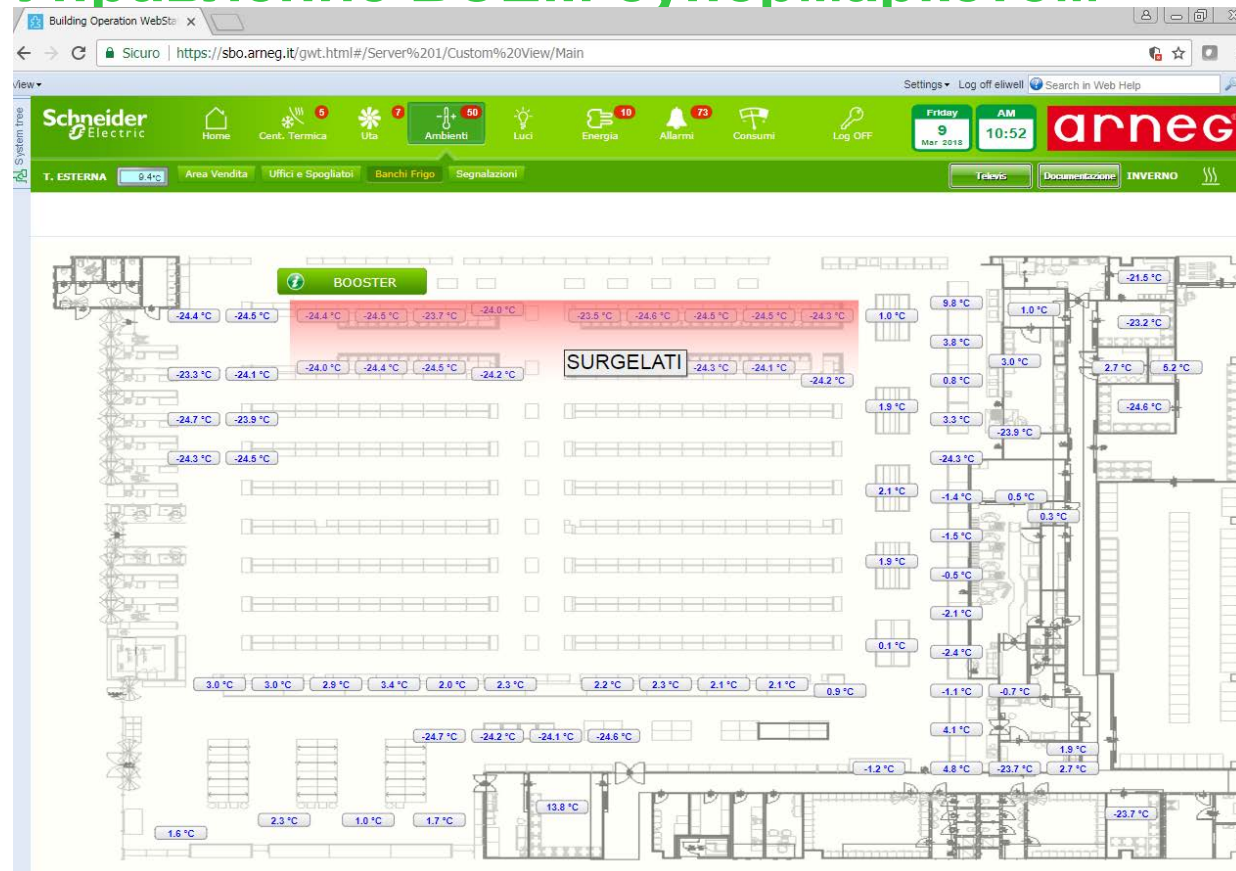 Управление ВСЕМ супермаркетом
Building Operation WebSta
Sicuro | https://sbo.arneg.it/gwt.html#/Server%201/Custom%20View/Main
View
Settings Log off eliwell Search in Web Help
System tree
Schneider Electric
Home
5
Cent. Termica
7
Uta
50
Ambienti
Luci
10
Energia
73
Allarmi
Consumi
Log OFF
Friday 9 Mar 2018
AM 10:52
arneg
T. ESTERNA 9.4°C Area Vendita Uffici e Spogliatoi Banchi Frigo Segnalazioni Televis Documentazione INVERNO
BOOSTER
-21.5 °C
-24.4 °C -24.5 °C -24.4 °C -24.5 °C -23.7 °C -24.0 °C -23.5 °C -24.6 °C -24.5 °C -24.5 °C -24.3 °C 1.0 °C 9.8 °C 1.0 °C
-23.2 °C
3.8 °C
-23.3 °C -24.1 °C -24.0 °C -24.4 °C -24.5 °C -24.2 °C SURGELATI -24.3 °C -24.1 °C -24.2 °C 0.8 °C 3.0 °C 2.7 °C 5.2 °C
-24.7 °C -23.9 °C 1.9 °C 3.3 °C -23.9 °C -24.6 °C
-24.3 °C -24.5 °C -24.3 °C
2.1 °C -1.4 °C 0.5 °C
0.3 °C
-1.5 °C
1.9 °C -0.5 °C
-2.1 °C
0.1 °C -2.4 °C
3.0 °C 3.0 °C 2.9 °C 3.4 °C 2.0 °C 2.3 °C 2.2 °C 2.3 °C 2.1 °C 2.1 °C 0.9 °C -1.1 °C -0.7 °C
-24.7 °C -24.2 °C -24.1 °C -24.6 °C 4.1 °C
1.9 °C
-1.2 °C 4.8 °C -23.7 °C 2.7 °C
13.8 °C
1.6 °C 2.3 °C 1.0 °C 1.7 °C -23.7 °C